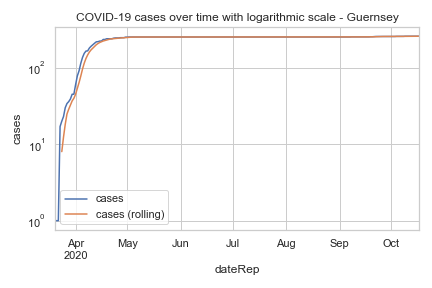 COVID-19 cases over time with logarithmic scale - Guernsey
cases
10²
10¹
10⁰
cases
cases (rolling)
Apr May Jun Jul Aug Sep Oct
2020
dateRep